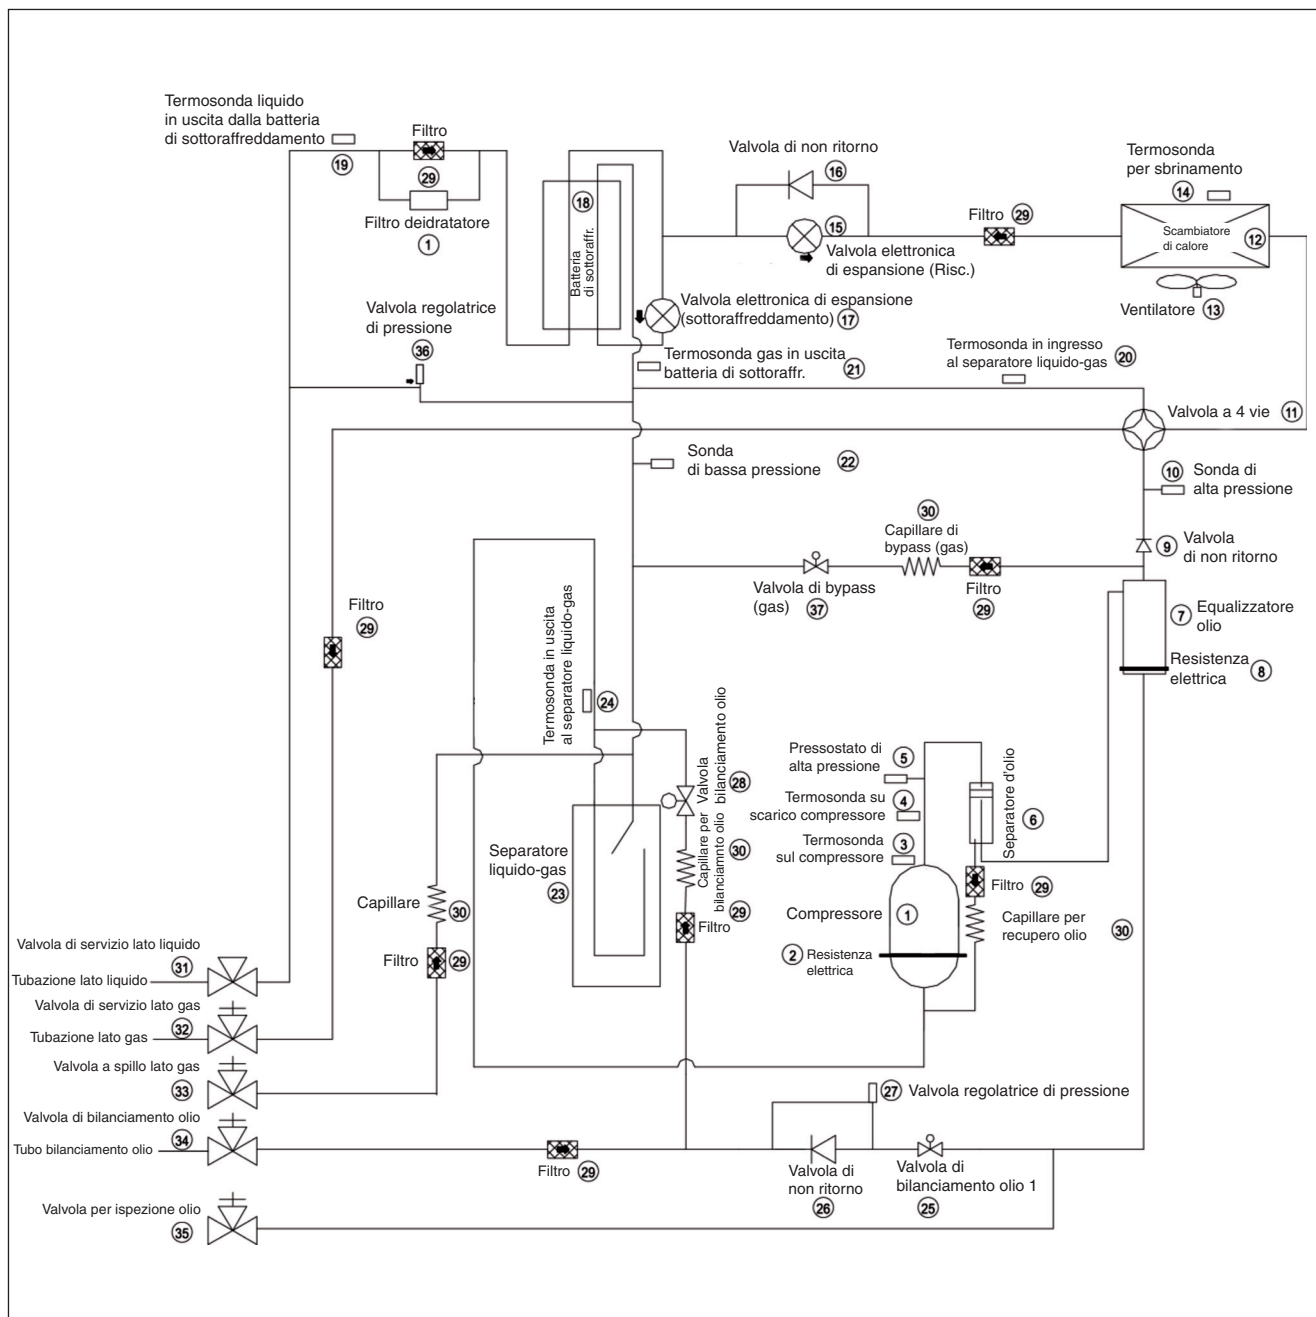 Termosonda liquido
in uscita dalla batteria
di sottoraffreddamento
19
Filtro
29
Filtro deidratatore
1
Valvola regolatrice
di pressione
36
18
Batteria
di sottoraffr.
Valvola di non ritorno
16
15
Valvola elettronica
di espansione (Risc.)
Valvola elettronica di espansione
(sottoraffreddamento) 17
Termosonda gas in uscita
batteria di sottoraffr. 21
Filtro 29
Termosonda
per sbrinamento
14
Scambiatore
di calore
12
Ventilatore 13
Termosonda in ingresso
al separatore liquido-gas 20
Valvola a 4 vie 11
Sonda
di bassa pressione 22
10 Sonda di
alta pressione
9 Valvola
di non ritorno
30
Capillare di
bypass (gas)
Valvola di bypass
(gas) 37
Filtro
29
7 Equalizzatore
olio
Resistenza
elettrica 8
Filtro
29
Termosonda in uscita
al separatore liquido-gas
24
Valvola
bilanciamento olio
28
Capillare per
bilanciamnto olio
30
Filtro 29
Pressostato di
alta pressione
5
Termosonda su
scarico compressore
4
Termosonda
sul compressore
3
Separatore d'olio
6
Filtro 29
Capillare per
recupero olio
30
Compressore 1
2 Resistenza
elettrica
Separatore
liquido-gas
23
Capillare
30
Filtro 29
Valvola di servizio lato liquido
31
Tubazione lato liquido
Valvola di servizio lato gas
32
Tubazione lato gas
Valvola a spillo lato gas
33
Valvola di bilanciamento olio
34
Tubo bilanciamento olio
Valvola per ispezione olio
35
Filtro 29
27 Valvola regolatrice di pressione
Valvola di
non ritorno
26
Valvola di
bilanciamento olio 1
25